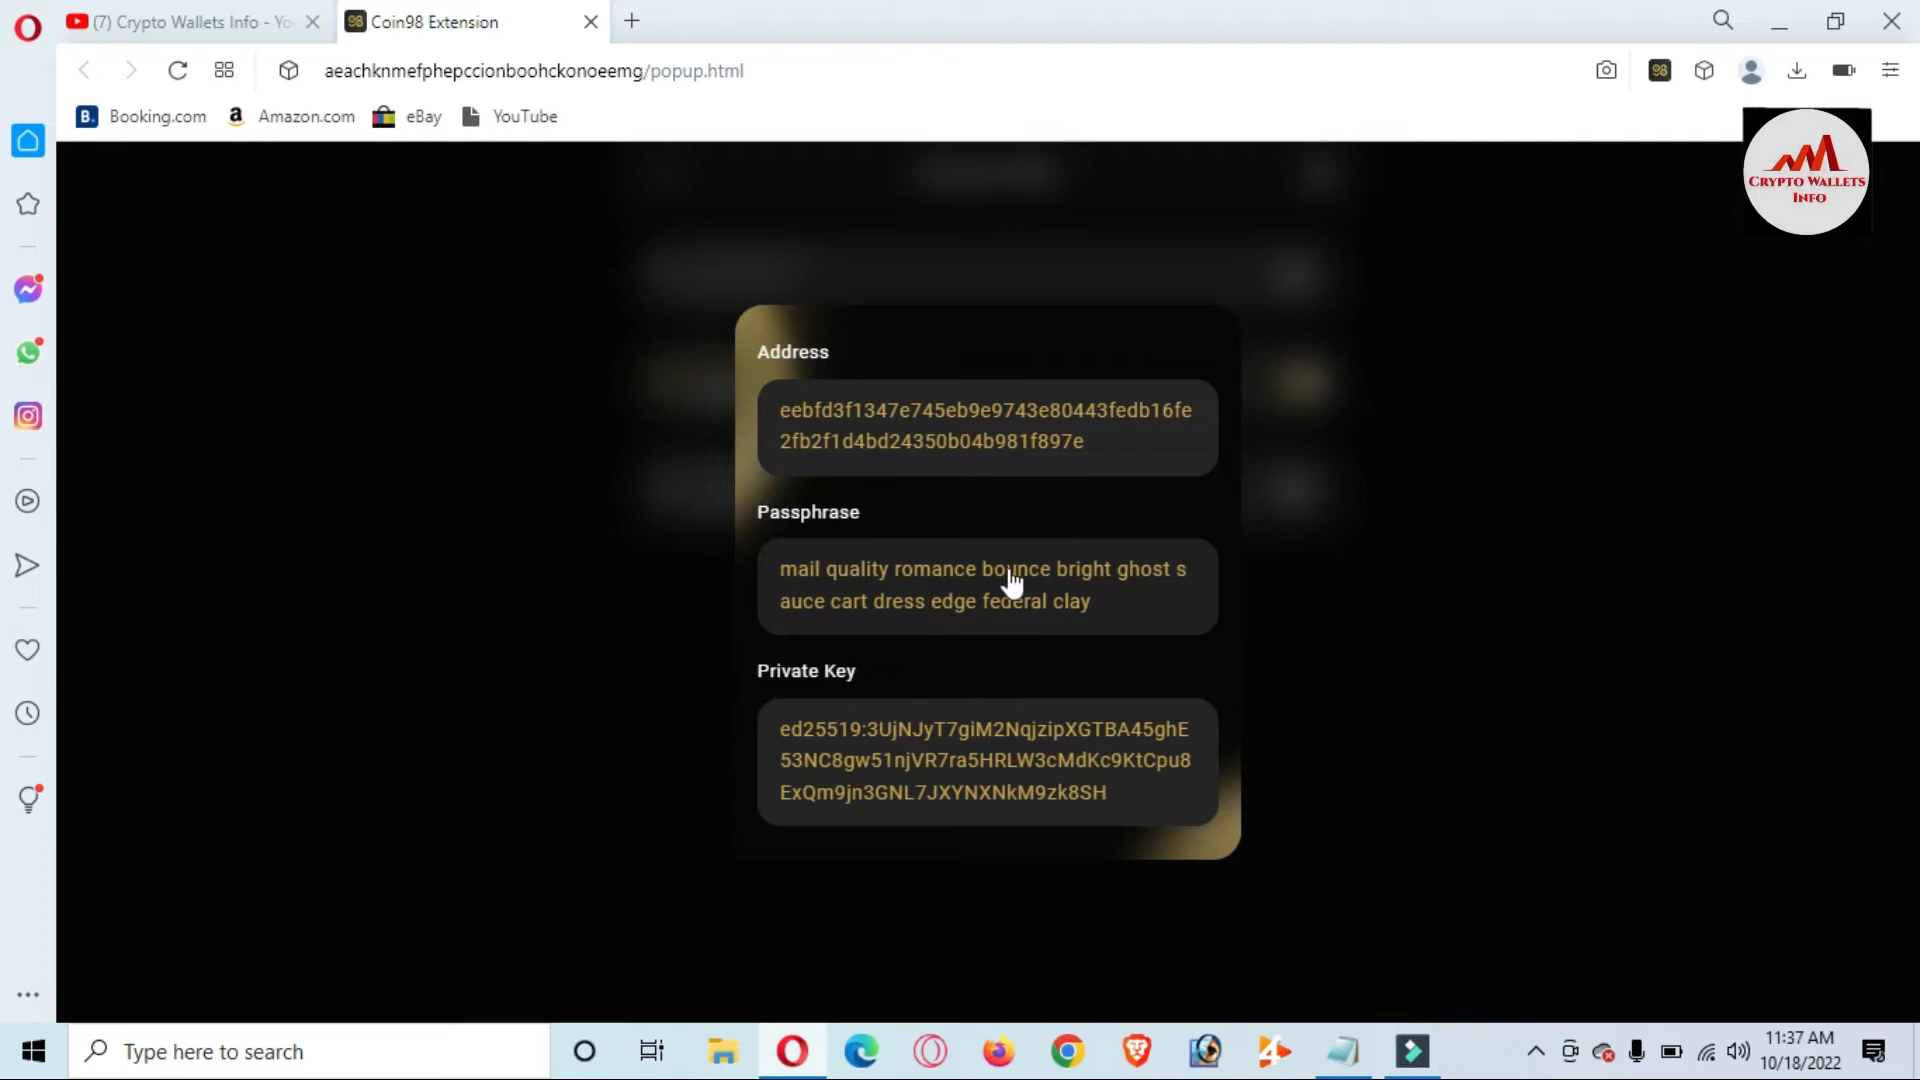 (7) Crypto Wallets Info - Yo
98 Coin98 Extension
aeachknmefphepccionboohckonoeemg/popup.html
98
B. Booking.com
a Amazon.com
eBay
YouTube
CRYPTO WALLETS
INFO
Address
eebfd3f1347e745eb9e9743e80443fedb16fe
2fb2f1d4bd24350b04b981f897e
Passphrase
mail quality romance bounce bright ghost s
auce cart dress edge federal clay
Private Key
ed25519:3UjNJyT7giM2NqjzipXGTBA45ghE
53NC8gw51njVR7ra5HRLW3cMdKc9KtCpu8
ExQm9jn3GNL7JXYNXNkM9zk8SH
Type here to search
11:37 AM
10/18/2022